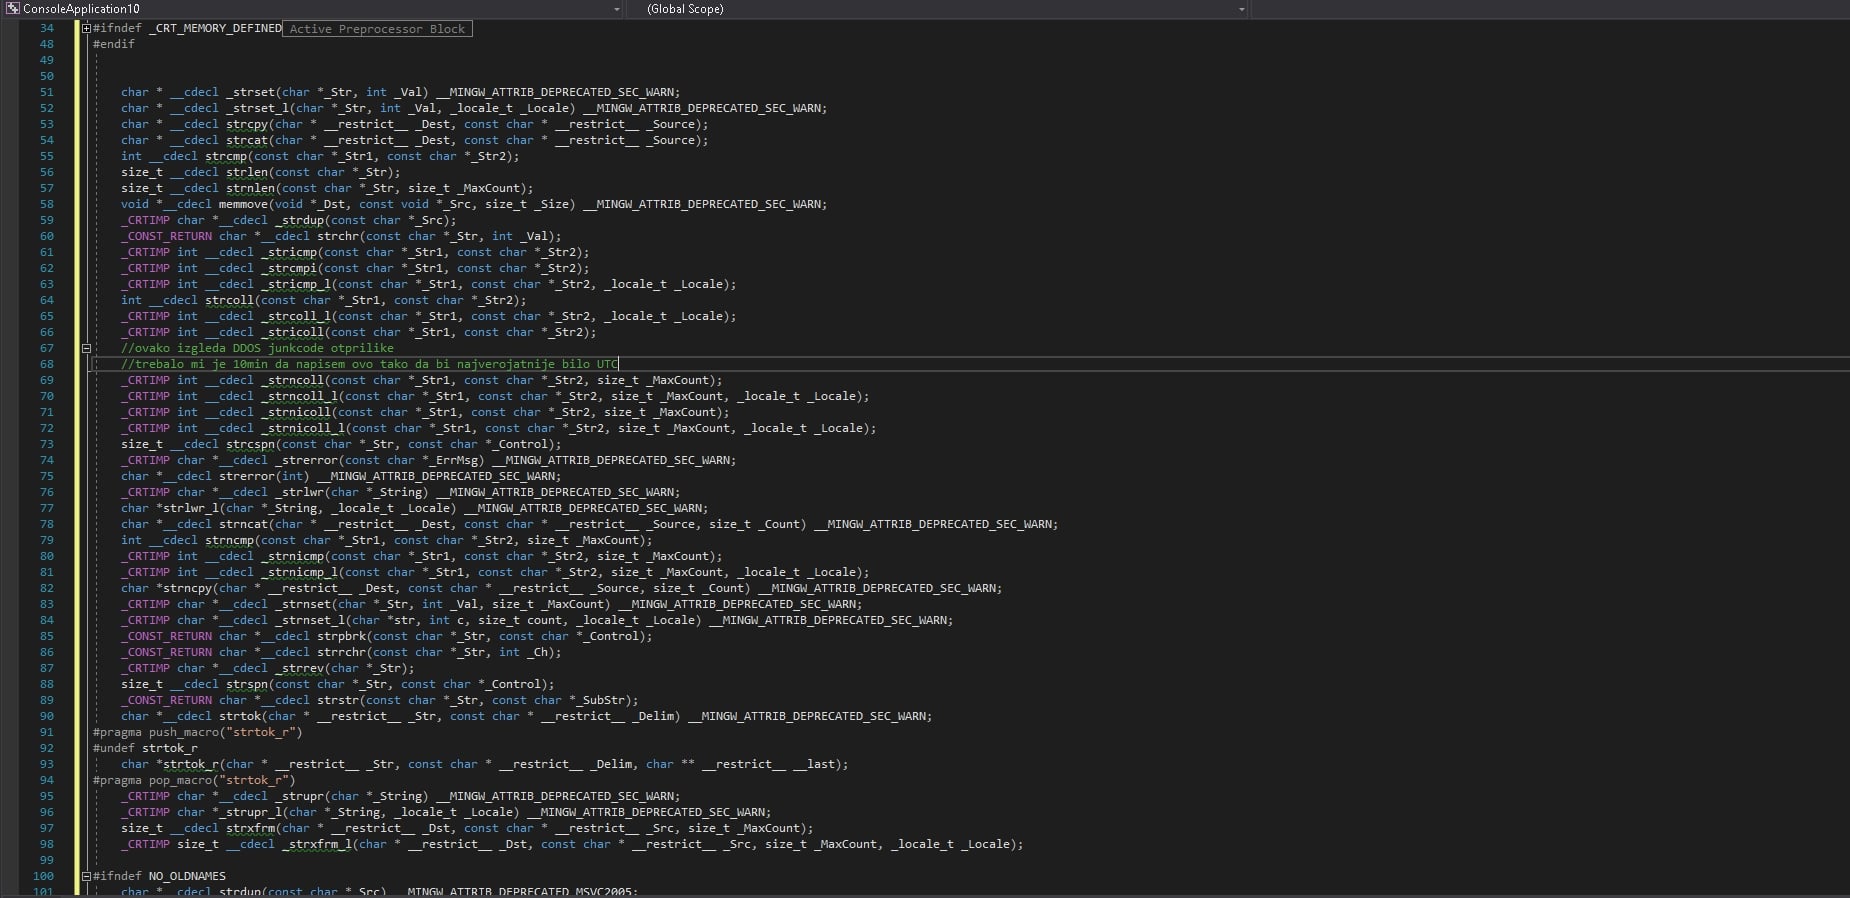 ConsoleApplication10 (Global Scope)
34 #ifndef _CRT_MEMORY_DEFINED Active Preprocessor Block
48 #endif
49
50
51 char * __cdecl _strset(char *_Str, int _Val) __MINGW_ATTRIB_DEPRECATED_SEC_WARN;
52 char * __cdecl _strset_l(char *_Str, int _Val, _locale_t _Locale) __MINGW_ATTRIB_DEPRECATED_SEC_WARN;
53 char * __cdecl strcpy(char * __restrict__ _Dest, const char * __restrict__ _Source);
54 char * __cdecl strcat(char * __restrict__ _Dest, const char * __restrict__ _Source);
55 int __cdecl strcmp(const char *_Str1, const char *_Str2);
56 size_t __cdecl strlen(const char *_Str);
57 size_t __cdecl strnlen(const char *_Str, size_t _MaxCount);
58 void *__cdecl memmove(void *_Dst, const void *_Src, size_t _Size) __MINGW_ATTRIB_DEPRECATED_SEC_WARN;
59 _CRTIMP char *__cdecl _strdup(const char *_Src);
60 _CONST_RETURN char *__cdecl strchr(const char *_Str, int _Val);
61 _CRTIMP int __cdecl _stricmp(const char *_Str1, const char *_Str2);
62 _CRTIMP int __cdecl _strcmpi(const char *_Str1, const char *_Str2);
63 _CRTIMP int __cdecl _stricmp_l(const char *_Str1, const char *_Str2, _locale_t _Locale);
64 int __cdecl strcoll(const char *_Str1, const char *_Str2);
65 _CRTIMP int __cdecl _strcoll_l(const char *_Str1, const char *_Str2, _locale_t _Locale);
66 _CRTIMP int __cdecl _stricoll(const char *_Str1, const char *_Str2);
67 //ovako izgleda DDOS junkcode otprilike
68 //trebalo mi je 10min da napisem ovo tako da bi najverojatnije bilo UTC
69 _CRTIMP int __cdecl _strncoll(const char *_Str1, const char *_Str2, size_t _MaxCount);
70 _CRTIMP int __cdecl _strncoll_l(const char *_Str1, const char *_Str2, size_t _MaxCount, _locale_t _Locale);
71 _CRTIMP int __cdecl _strnicoll(const char *_Str1, const char *_Str2, size_t _MaxCount);
72 _CRTIMP int __cdecl _strnicoll_l(const char *_Str1, const char *_Str2, size_t _MaxCount, _locale_t _Locale);
73 size_t __cdecl strcspn(const char *_Str, const char *_Control);
74 _CRTIMP char *__cdecl _strerror(const char *_ErrMsg) __MINGW_ATTRIB_DEPRECATED_SEC_WARN;
75 char *__cdecl strerror(int) __MINGW_ATTRIB_DEPRECATED_SEC_WARN;
76 _CRTIMP char *__cdecl _strlwr(char *_String) __MINGW_ATTRIB_DEPRECATED_SEC_WARN;
77 char *strlwr_l(char *_String, _locale_t _Locale) __MINGW_ATTRIB_DEPRECATED_SEC_WARN;
78 char *__cdecl strncat(char * __restrict__ _Dest, const char * __restrict__ _Source, size_t _Count) __MINGW_ATTRIB_DEPRECATED_SEC_WARN;
79 int __cdecl strncmp(const char *_Str1, const char *_Str2, size_t _MaxCount);
80 _CRTIMP int __cdecl _strnicmp(const char *_Str1, const char *_Str2, size_t _MaxCount);
81 _CRTIMP int __cdecl _strnicmp_l(const char *_Str1, const char *_Str2, size_t _MaxCount, _locale_t _Locale);
82 char *strncpy(char * __restrict__ _Dest, const char * __restrict__ _Source, size_t _Count) __MINGW_ATTRIB_DEPRECATED_SEC_WARN;
83 _CRTIMP char *__cdecl _strnset(char *_Str, int _Val, size_t _MaxCount) __MINGW_ATTRIB_DEPRECATED_SEC_WARN;
84 _CRTIMP char *__cdecl _strnset_l(char *str, int c, size_t count, _locale_t _Locale) __MINGW_ATTRIB_DEPRECATED_SEC_WARN;
85 _CONST_RETURN char *__cdecl strpbrk(const char *_Str, const char *_Control);
86 _CONST_RETURN char *__cdecl strrchr(const char *_Str, int _Ch);
87 _CRTIMP char *__cdecl _strrev(char *_Str);
88 size_t __cdecl strspn(const char *_Str, const char *_Control);
89 _CONST_RETURN char *__cdecl strstr(const char *_Str, const char *_SubStr);
90 char *__cdecl strtok(char * __restrict__ _Str, const char * __restrict__ _Delim) __MINGW_ATTRIB_DEPRECATED_SEC_WARN;
91 #pragma push_macro("strtok_r")
92 #undef strtok_r
93 char *strtok_r(char * __restrict__ _Str, const char * __restrict__ _Delim, char ** __restrict__ __last);
94 #pragma pop_macro("strtok_r")
95 _CRTIMP char *__cdecl _strupr(char *_String) __MINGW_ATTRIB_DEPRECATED_SEC_WARN;
96 _CRTIMP char *_strupr_l(char *_String, _locale_t _Locale) __MINGW_ATTRIB_DEPRECATED_SEC_WARN;
97 size_t __cdecl strxfrm(char * __restrict__ _Dst, const char * __restrict__ _Src, size_t _MaxCount);
98 _CRTIMP size_t __cdecl _strxfrm_l(char * __restrict__ _Dst, const char * __restrict__ _Src, size_t _MaxCount, _locale_t _Locale);
99
100 #ifndef NO_OLDNAMES
101 char *__cdecl strdup(const char *_Src) __MINGW_ATTRIB_DEPRECATED_MSVC2005;